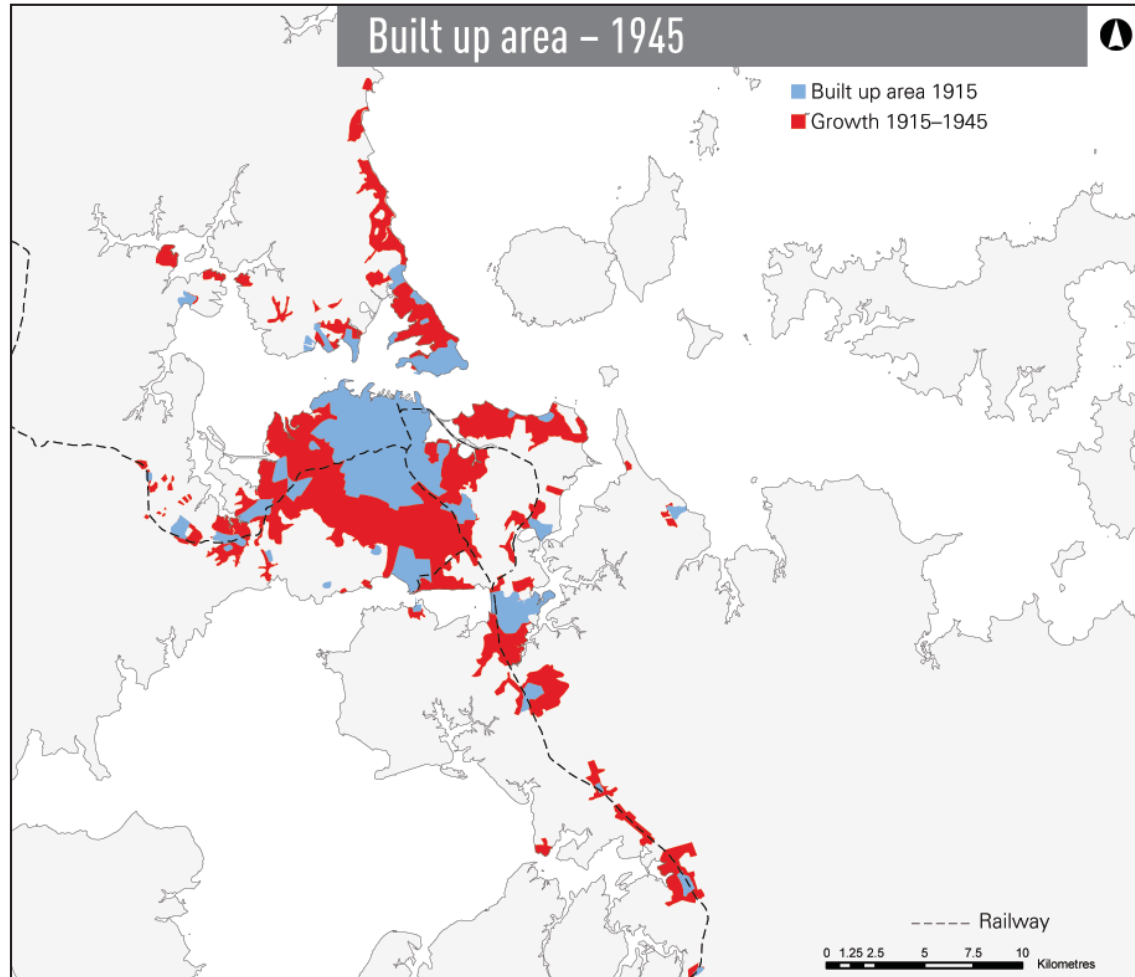 Built up area – 1945
Built up area 1915
Growth 1915–1945
Railway
0 1.25 2.5 5 7.5 10
Kilometres